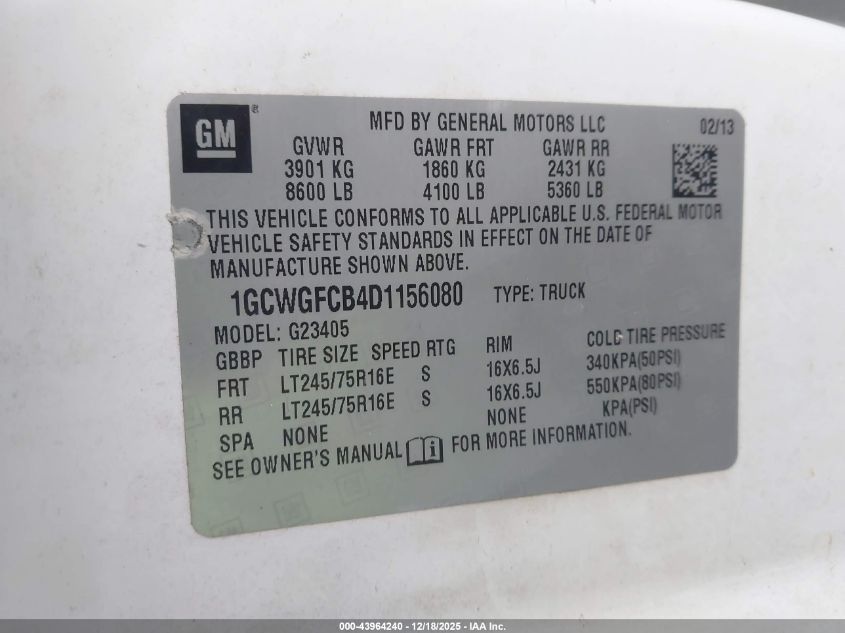 GM ®
MFD BY GENERAL MOTORS LLC 02/13
GVWR GAWR FRT GAWR RR
3901 KG 1860 KG 2431 KG
8600 LB 4100 LB 5360 LB
THIS VEHICLE CONFORMS TO ALL APPLICABLE U.S. FEDERAL MOTOR
VEHICLE SAFETY STANDARDS IN EFFECT ON THE DATE OF
MANUFACTURE SHOWN ABOVE.
1GCWGFCB4D1156080 TYPE: TRUCK
MODEL: G23405
GBBP TIRE SIZE SPEED RTG RIM COLD TIRE PRESSURE
FRT LT245/75R16E S 16X6.5J 340KPA(50PSI)
RR LT245/75R16E S 16X6.5J 550KPA(80PSI)
SPA NONE NONE KPA(PSI)
SEE OWNER'S MANUAL FOR MORE INFORMATION.
000-43964240 - 12/18/2025 - IAA Inc.